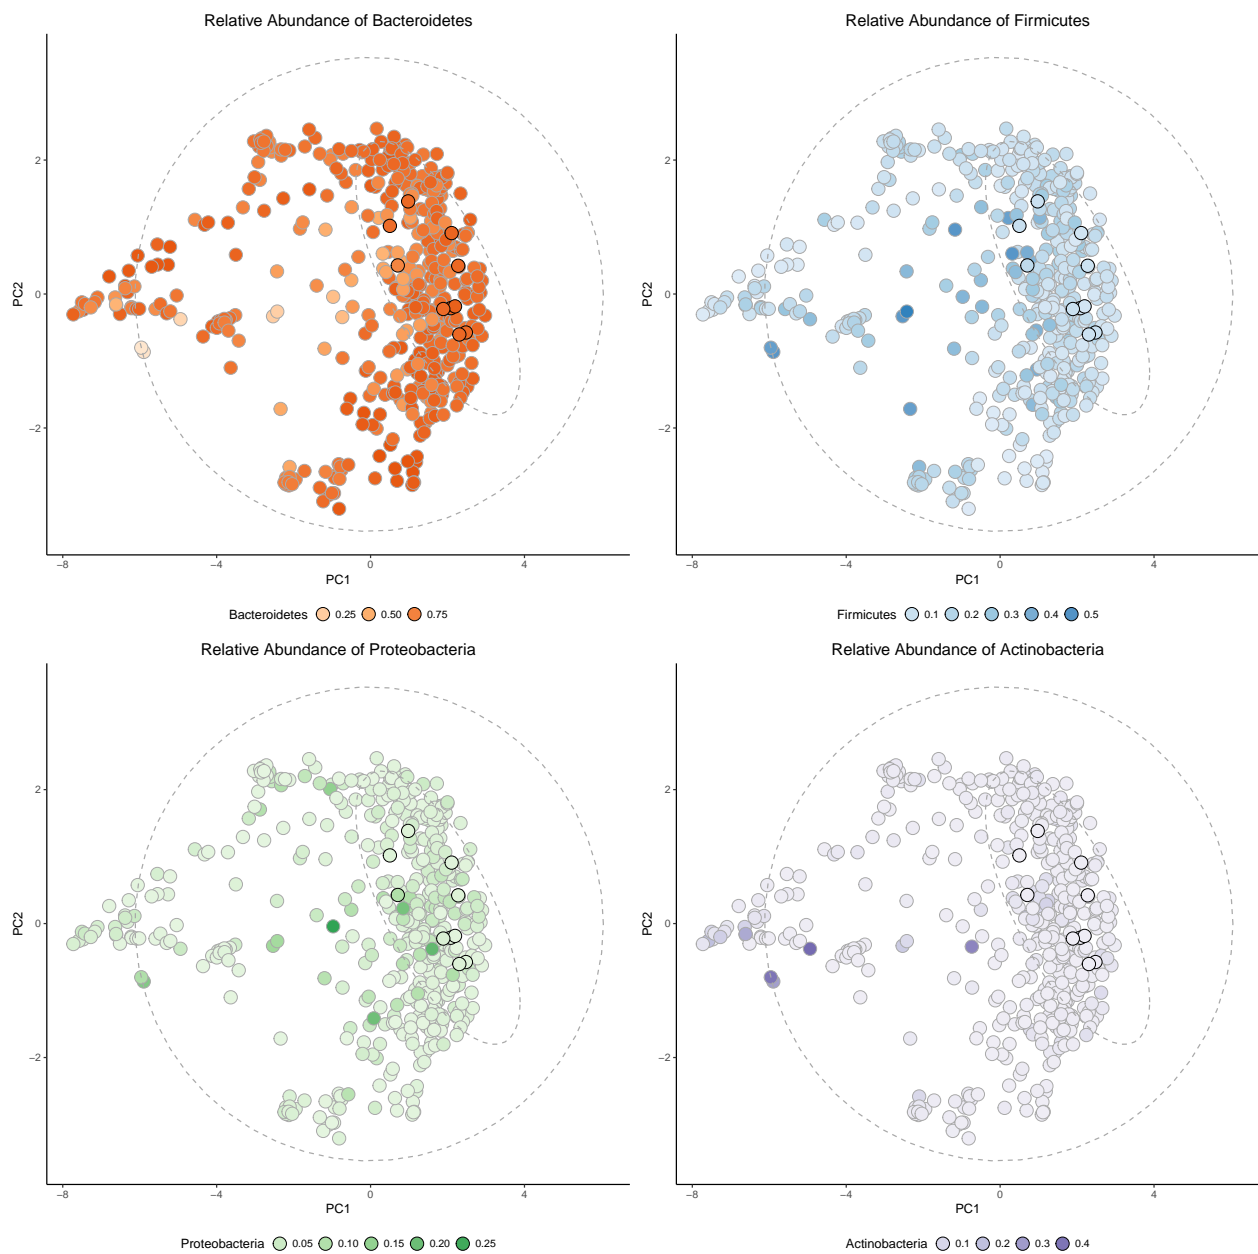 Relative Abundance of Bacteroidetes
PC2
2
0
−2
−8 −4 0 4
PC1
Bacteroidetes 0.25 0.50 0.75
Relative Abundance of Firmicutes
PC2
2
0
−2
−8 −4 0 4
PC1
Firmicutes 0.1 0.2 0.3 0.4 0.5
Relative Abundance of Proteobacteria
PC2
2
0
−2
−8 −4 0 4
PC1
Proteobacteria 0.05 0.10 0.15 0.20 0.25
Relative Abundance of Actinobacteria
PC2
2
0
−2
−8 −4 0 4
PC1
Actinobacteria 0.1 0.2 0.3 0.4